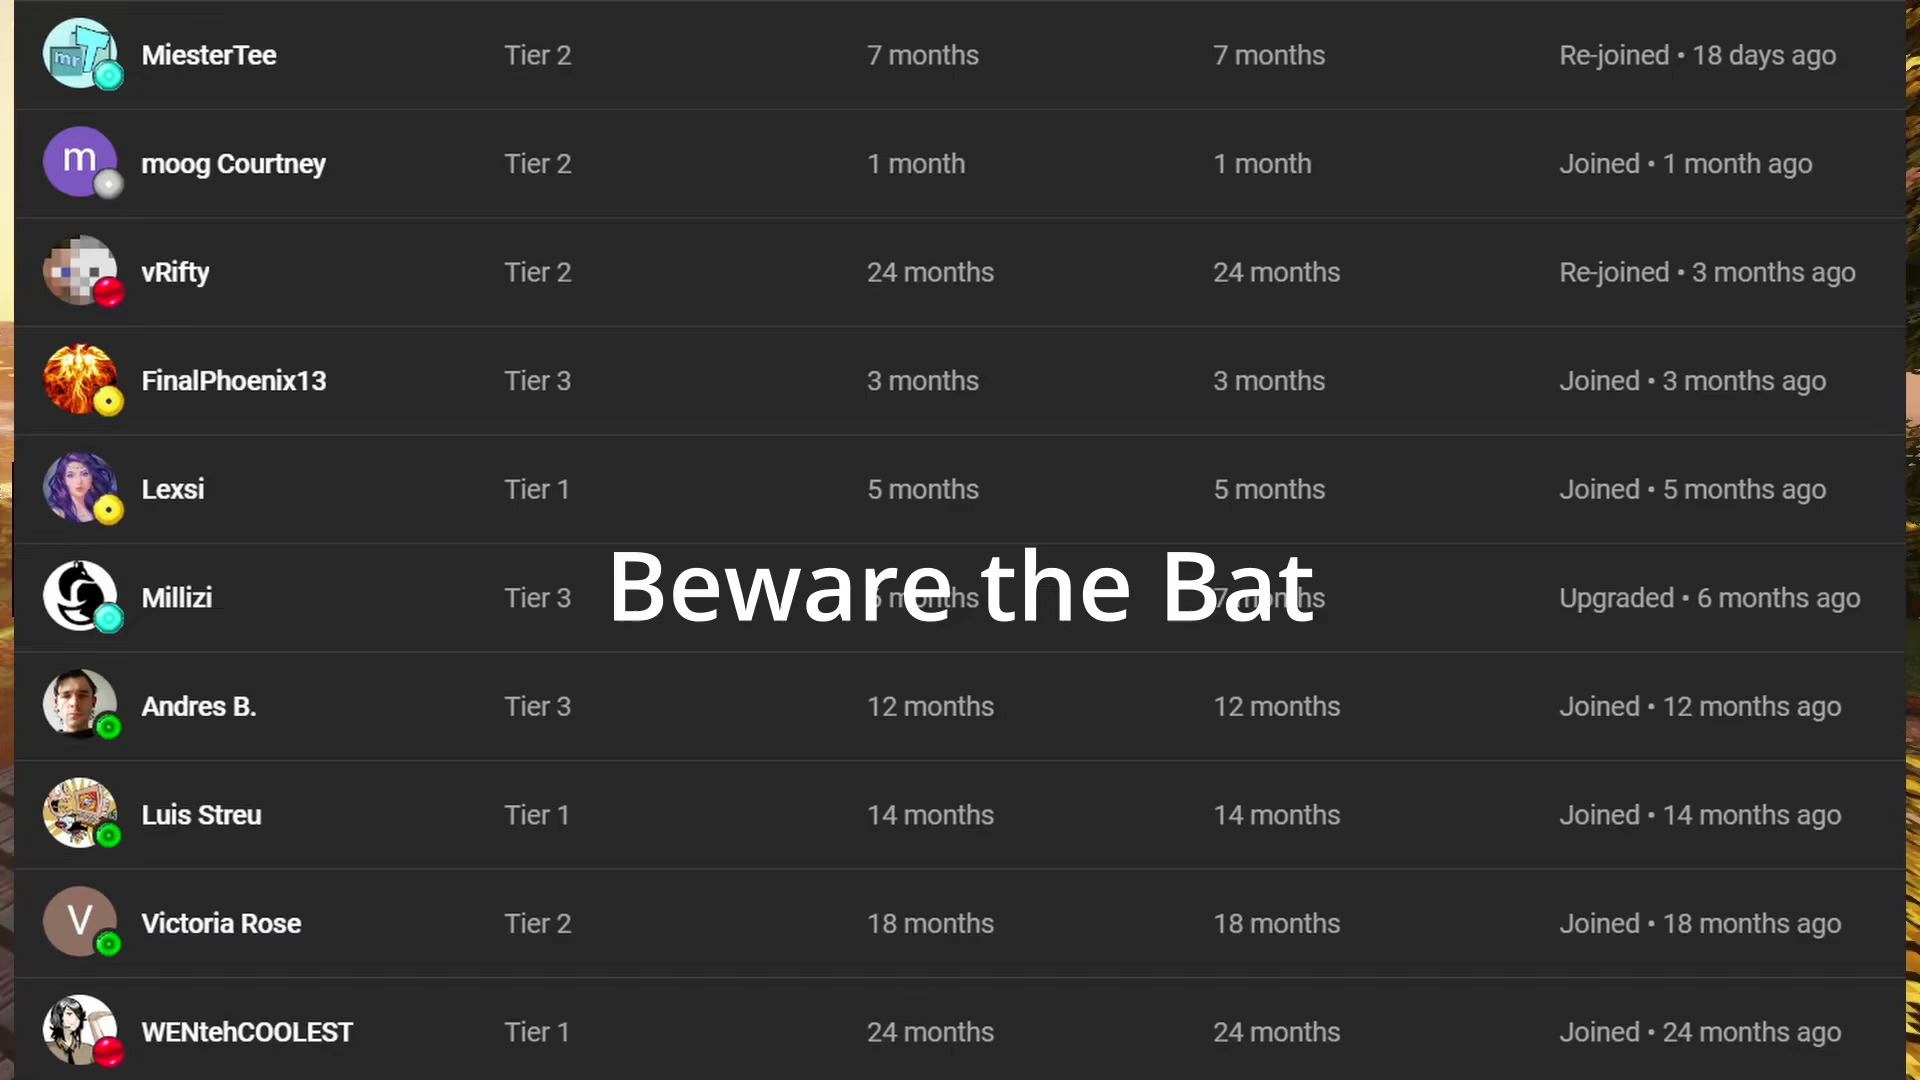 MiesterTee Tier 2 7 months 7 months Re-joined • 18 days ago
m moog Courtney Tier 2 1 month 1 month Joined • 1 month ago
vRifty Tier 2 24 months 24 months Re-joined • 3 months ago
FinalPhoenix13 Tier 3 3 months 3 months Joined • 3 months ago
Lexsi Tier 1 5 months 5 months Joined • 5 months ago
Beware the Bat
Millizi Tier 3 months 7 months Upgraded • 6 months ago
Andres B. Tier 3 12 months 12 months Joined • 12 months ago
Luis Streu Tier 1 14 months 14 months Joined • 14 months ago
V Victoria Rose Tier 2 18 months 18 months Joined • 18 months ago
WENtehCOOLEST Tier 1 24 months 24 months Joined • 24 months ago